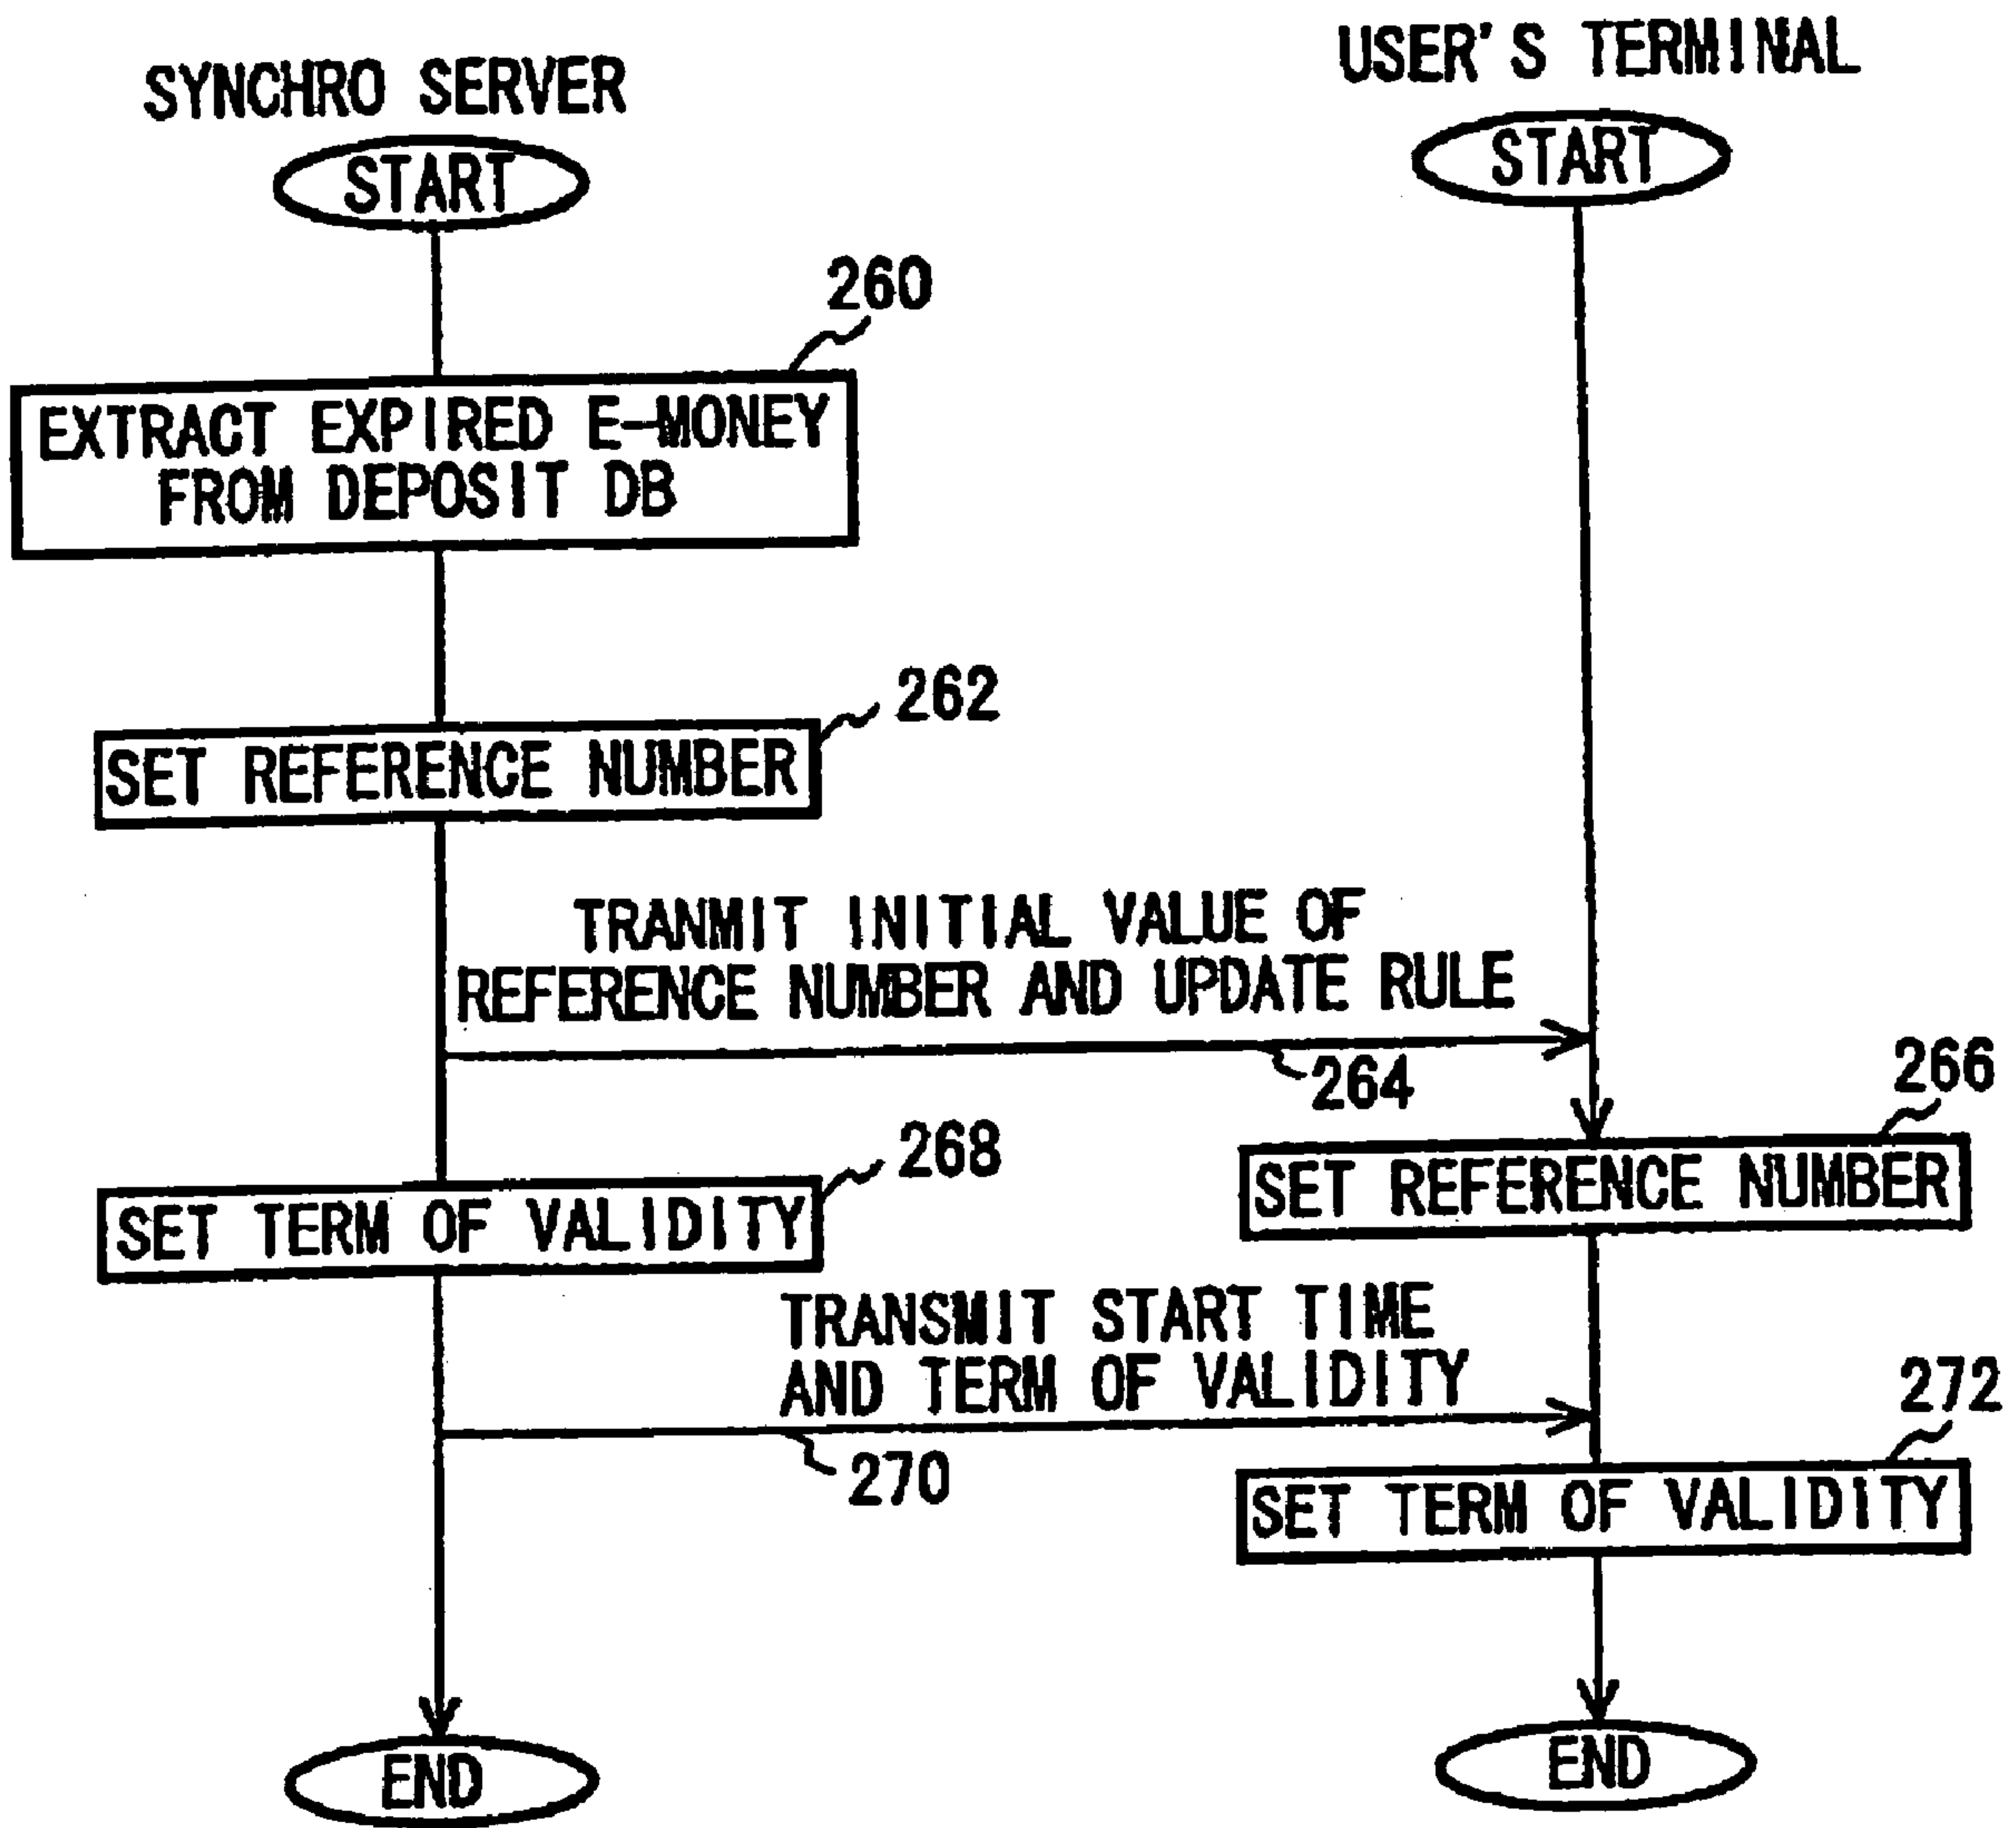 SYNCHRO SERVER
USER'S TERMINAL
START
START
260
EXTRACT EXPIRED E-MONEY
FROM DEPOSIT DB
262
SET REFERENCE NUMBER
TRANMIT INITIAL VALUE OF
REFERENCE NUMBER AND UPDATE RULE
264
266
SET REFERENCE NUMBER
268
SET TERM OF VALIDITY
TRANSMIT START TIME
AND TERM OF VALIDITY
270
272
SET TERM OF VALIDITY
END
END